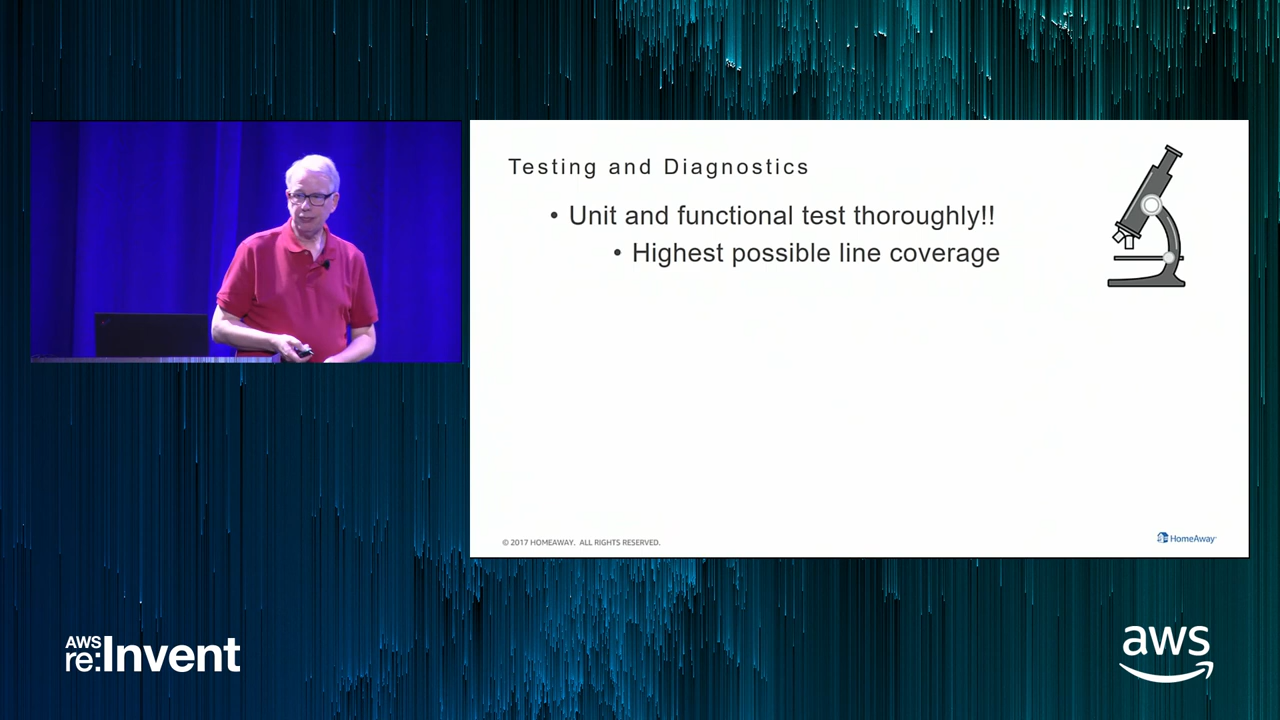 Testing and Diagnostics
• Unit and functional test thoroughly!!
• Highest possible line coverage
© 2017 HOMEAWAY. ALL RIGHTS RESERVED.
HomeAway
AWS
re:Invent
aws